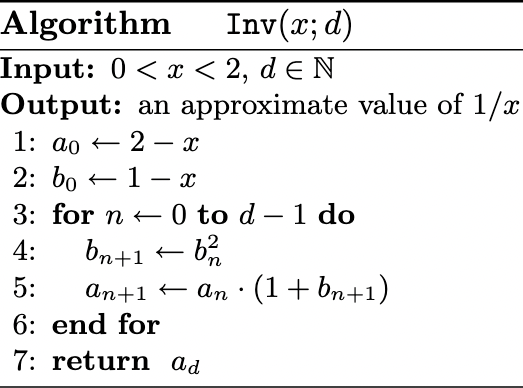 Algorithm Inv(x; d)
Input: 0 < x < 2, d ∈ ℕ
Output: an approximate value of 1/x
1: a₀ ← 2 − x
2: b₀ ← 1 − x
3: for n ← 0 to d − 1 do
4: bₙ₊₁ ← bₙ²
5: aₙ₊₁ ← aₙ · (1 + bₙ₊₁)
6: end for
7: return a_d